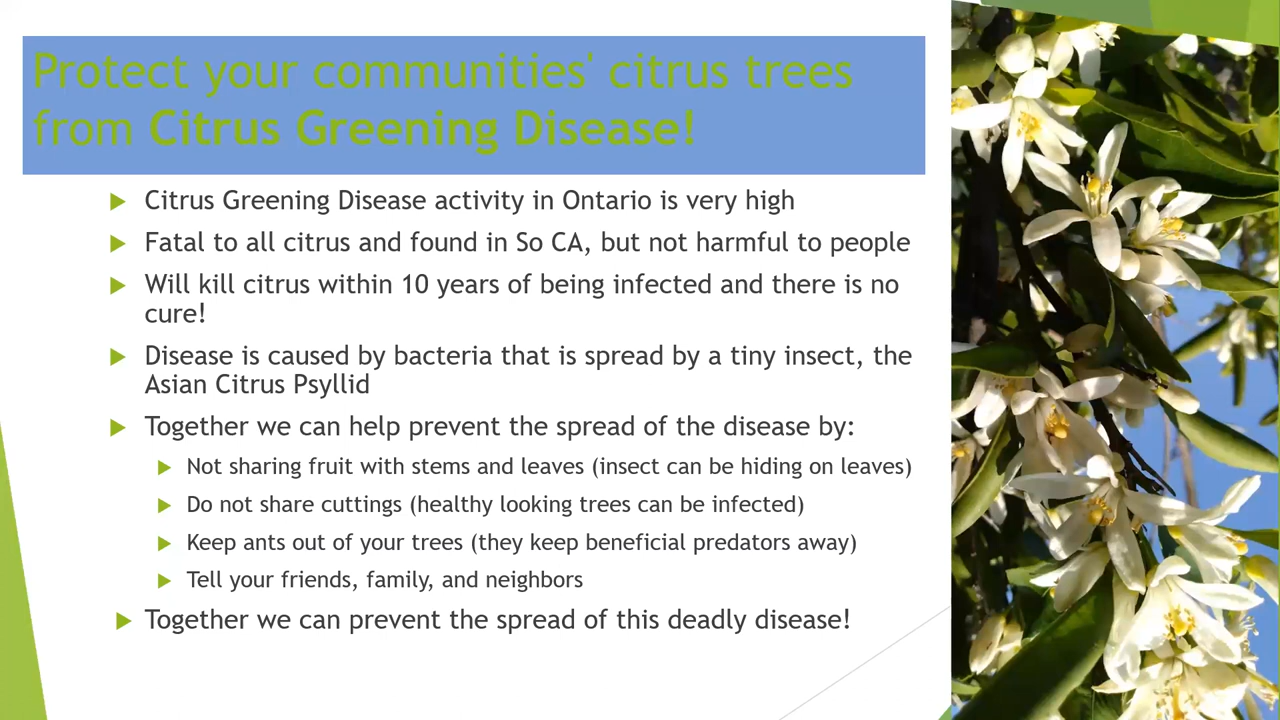 Protect your communities' citrus trees
from Citrus Greening Disease!
Citrus Greening Disease activity in Ontario is very high
Fatal to all citrus and found in So CA, but not harmful to people
Will kill citrus within 10 years of being infected and there is no
cure!
Disease is caused by bacteria that is spread by a tiny insect, the
Asian Citrus Psyllid
Together we can help prevent the spread of the disease by:
Not sharing fruit with stems and leaves (insect can be hiding on leaves)
Do not share cuttings (healthy looking trees can be infected)
Keep ants out of your trees (they keep beneficial predators away)
Tell your friends, family, and neighbors
Together we can prevent the spread of this deadly disease!